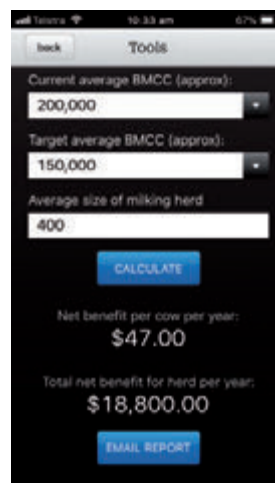 Telstra 10:33 am 67%
back Tools
Current average BMCC (approx):
200,000
Target average BMCC (approx):
150,000
Average size of milking herd
400
CALCULATE
Net benefit per cow per year:
$47.00
Total net benefit for herd per year:
$18,800.00
EMAIL REPORT